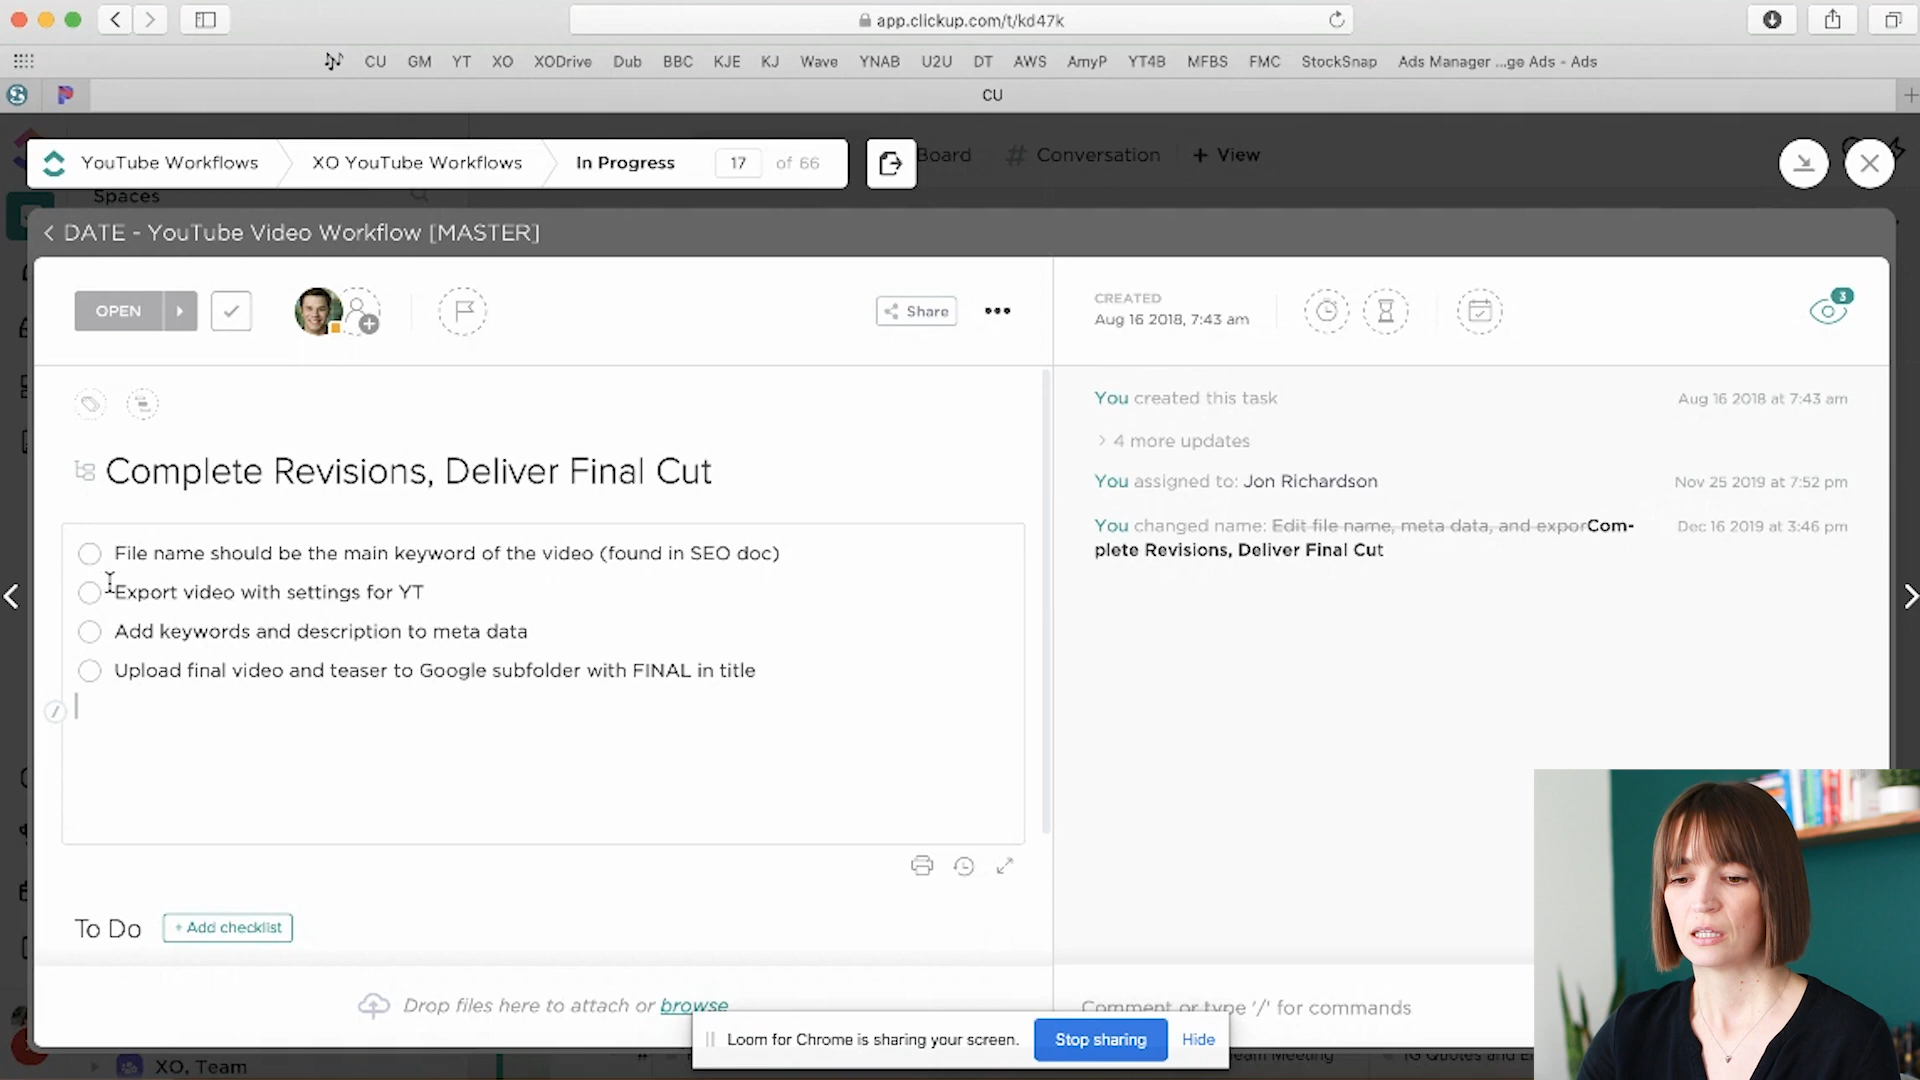 app.clickup.com/t/kd47k
CU GM YT XO XODrive Dub BBC KJE KJ Wave YNAB U2U DT AWS AmyP YT4B MFBS FMC StockSnap Ads Manager ...ge Ads - Ads
CU
YouTube Workflows XO YouTube Workflows In Progress 17 of 66
Board # Conversation + View
Spaces
DATE - YouTube Video Workflow [MASTER]
OPEN
Share
CREATED
Aug 16 2018, 7:43 am
3
You created this task Aug 16 2018 at 7:43 am
4 more updates
You assigned to: Jon Richardson Nov 25 2019 at 7:52 pm
You changed name: Edit file name, meta data, and exporCom-
plete Revisions, Deliver Final Cut
Dec 16 2019 at 3:46 pm
Complete Revisions, Deliver Final Cut
File name should be the main keyword of the video (found in SEO doc)
Export video with settings for YT
Add keywords and description to meta data
Upload final video and teaser to Google subfolder with FINAL in title
/
To Do + Add checklist
Drop files here to attach or browse
Comment or type '/' for commands
Loom for Chrome is sharing your screen. Stop sharing Hide
XO, Team
Team Meeting
IG Quotes and